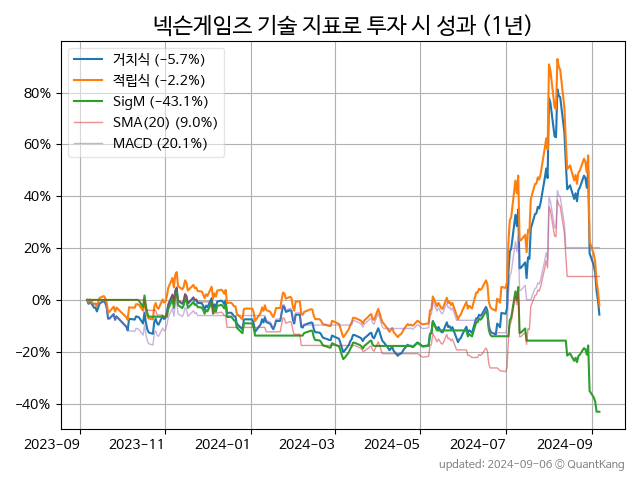 넥슨게임즈 기술 지표로 투자 시 성과 (1년)
거치식 (−5.7%)
적립식 (−2.2%)
SigM (−43.1%)
SMA(20) (9.0%)
MACD (20.1%)
80%
60%
40%
20%
0%
−20%
−40%
2023-09 2023-11 2024-01 2024-03 2024-05 2024-07 2024-09
updated: 2024-09-06 © QuantKang